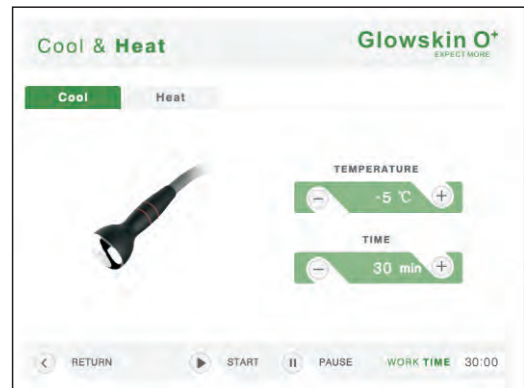 Cool & Heat
Glowskin O+
EXPECT MORE
Cool Heat
TEMPERATURE
-5 ℃
TIME
30 min
RETURN START PAUSE WORK TIME 30:00